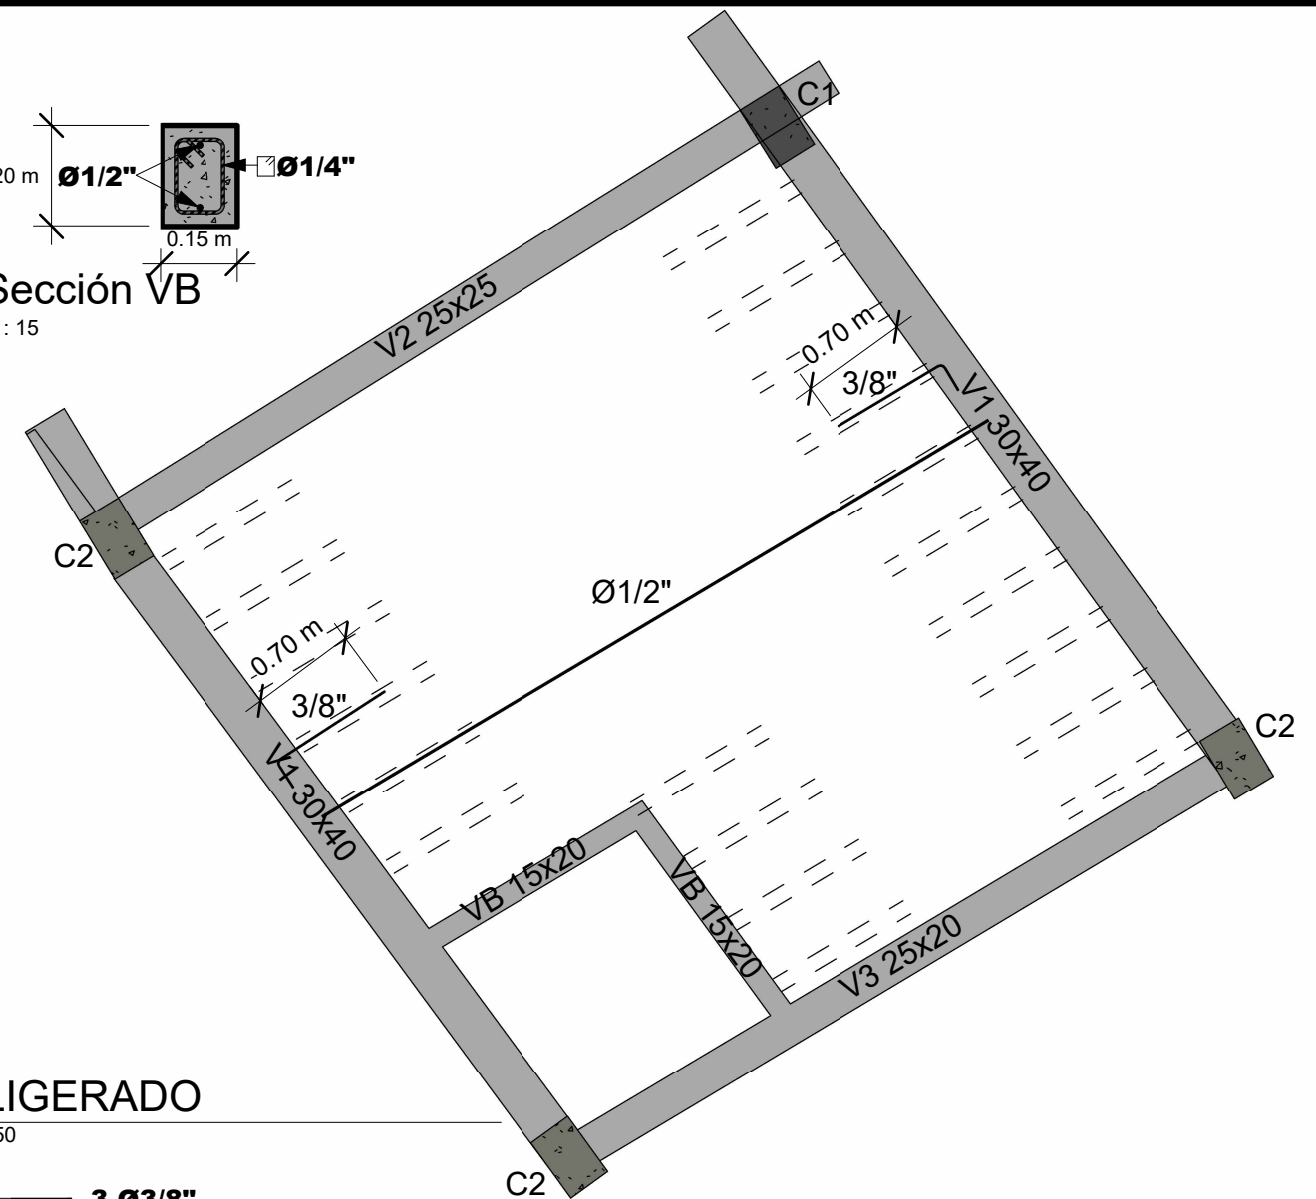 C1
20 m
Ø1/2"
Ø1/4"
0.15 m
Sección VB
: 15
V2 25x25
0.70 m
3/8"
V1 30x40
C2
Ø1/2"
0.70 m
3/8"
V1 30x40
C2
VB 15x20
VB 15x20
V3 25x20
LIGERADO
50
C2
3 Ø3/8"